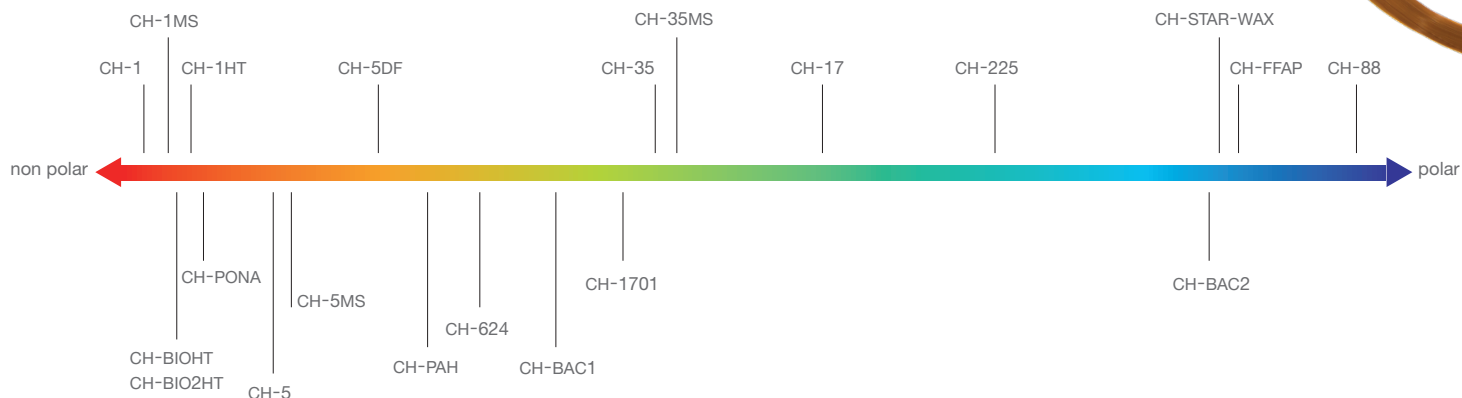 CH-1MS
CH-35MS
CH-STAR-WAX
CH-1
CH-1HT
CH-5DF
CH-35
CH-17
CH-225
CH-FFAP
CH-88
non polar
polar
CH-PONA
CH-5MS
CH-1701
CH-BAC2
CH-624
CH-BIOHT
CH-BIO2HT
CH-PAH
CH-BAC1
CH-5